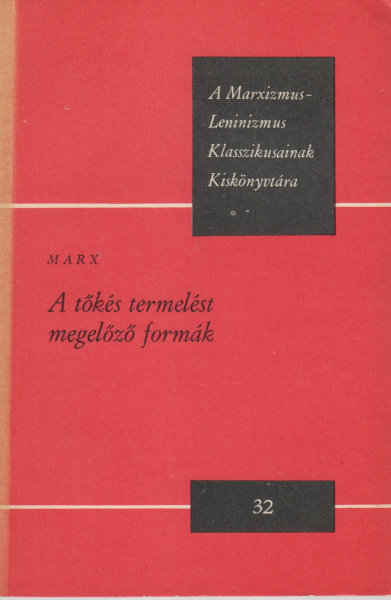 A Marxizmus-
Leninizmus
Klasszikusainak
Kiskönyvtára
MARX
A tőkés termelést
megelőző formák
32